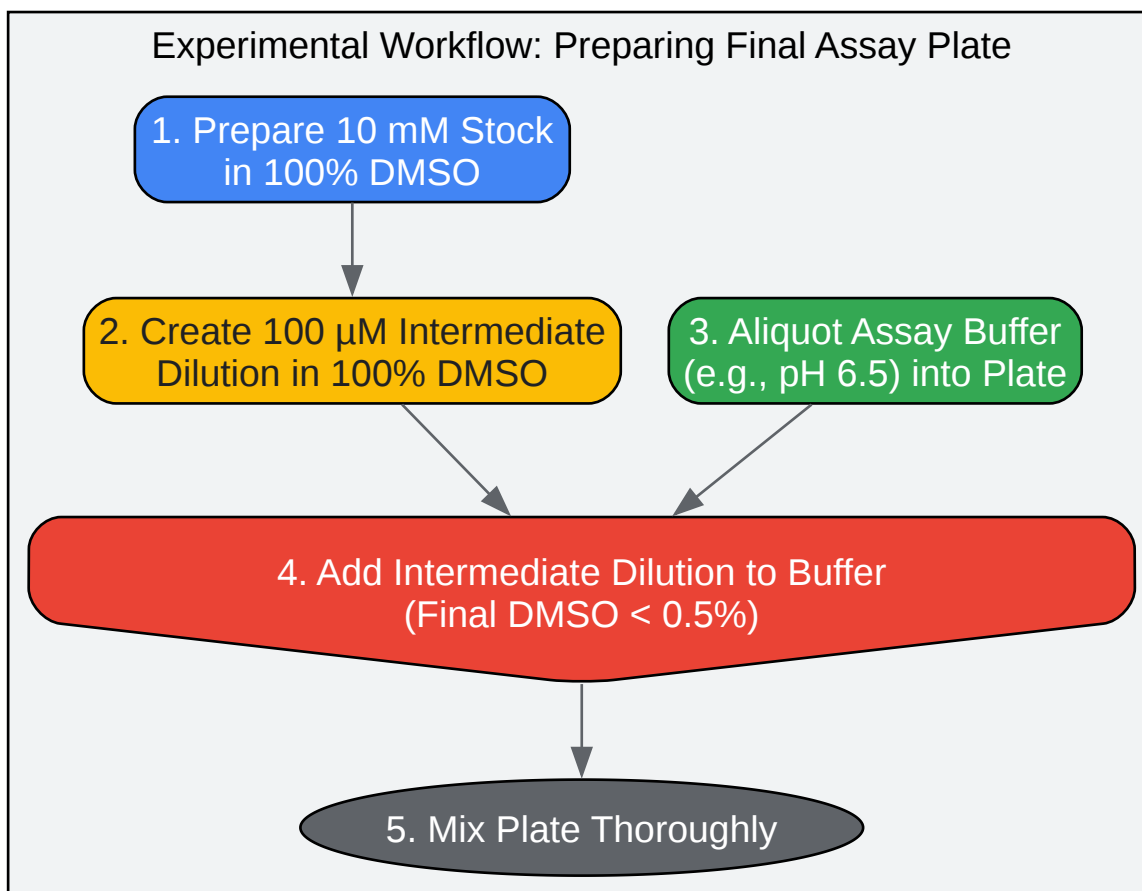 Experimental Workflow: Preparing Final Assay Plate
1. Prepare 10 mM Stock
in 100% DMSO
2. Create 100 µM Intermediate
Dilution in 100% DMSO
3. Aliquot Assay Buffer
(e.g., pH 6.5) into Plate
4. Add Intermediate Dilution to Buffer
(Final DMSO < 0.5%)
5. Mix Plate Thoroughly